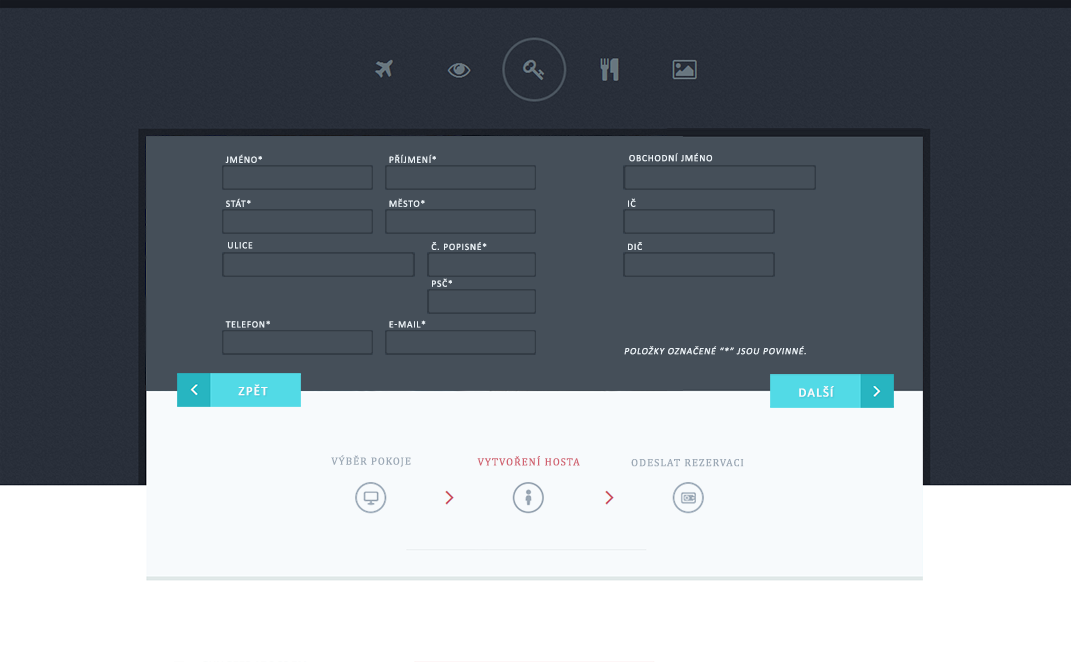 JMÉNO*
PŘÍJMENÍ*
OBCHODNÍ JMÉNO
STÁT*
MĚSTO*
IČ
ULICE
Č. POPISNÉ*
DIČ
PSČ*
TELEFON*
E-MAIL*
POLOŽKY OZNAČENÉ "*" JSOU POVINNÉ.
ZPĚT
DALŠÍ
VÝBĚR POKOJE
VYTVOŘENÍ HOSTA
ODESLAT REZERVACI